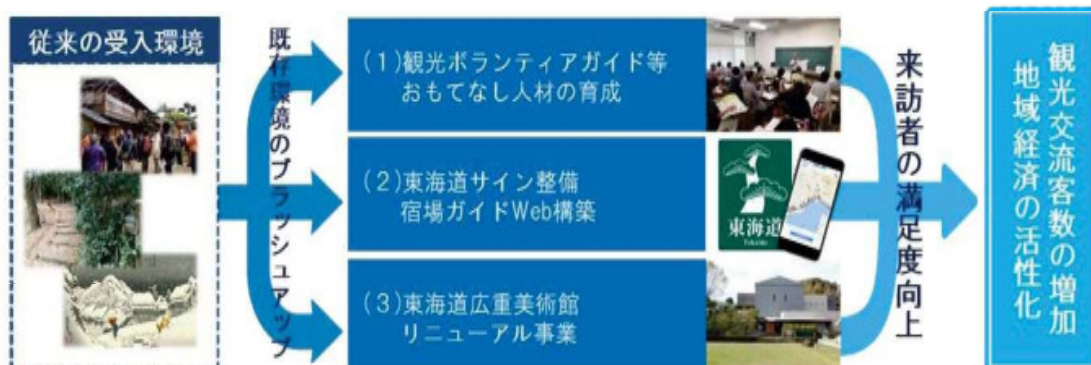 従来の受入環境
既存環境のブラッシュアップ
（1）観光ボランティアガイド等
おもてなし人材の育成
（2）東海道サイン整備
宿場ガイドWeb構築
東海道
Tokaido
（3）東海道広重美術館
リニューアル事業
来訪者の満足度向上
観光交流客数の増加
地域経済の活性化